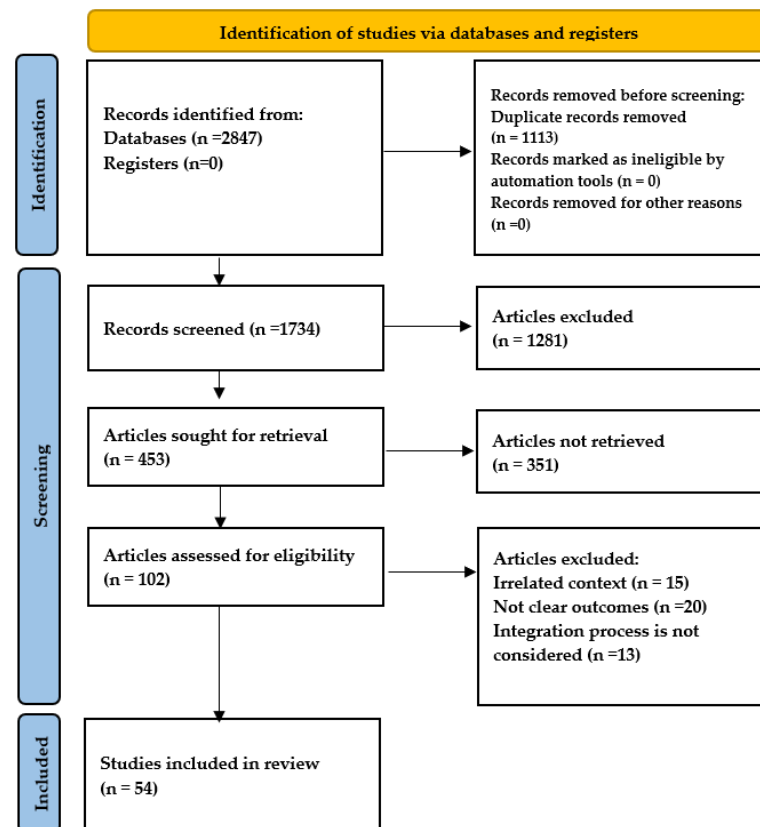 Identification of studies via databases and registers
Identification
Records identified from:
Databases (n =2847)
Registers (n=0)
Records removed before screening:
Duplicate records removed
(n = 1113)
Records marked as ineligible by
automation tools (n = 0)
Records removed for other reasons
(n =0)
Screening
Records screened (n =1734)
Articles excluded
(n = 1281)
Articles sought for retrieval
(n = 453)
Articles not retrieved
(n = 351)
Articles assessed for eligibility
(n = 102)
Articles excluded:
Irrelated context (n = 15)
Not clear outcomes (n =20)
Integration process is not
considered (n =13)
Included
Studies included in review
(n = 54)